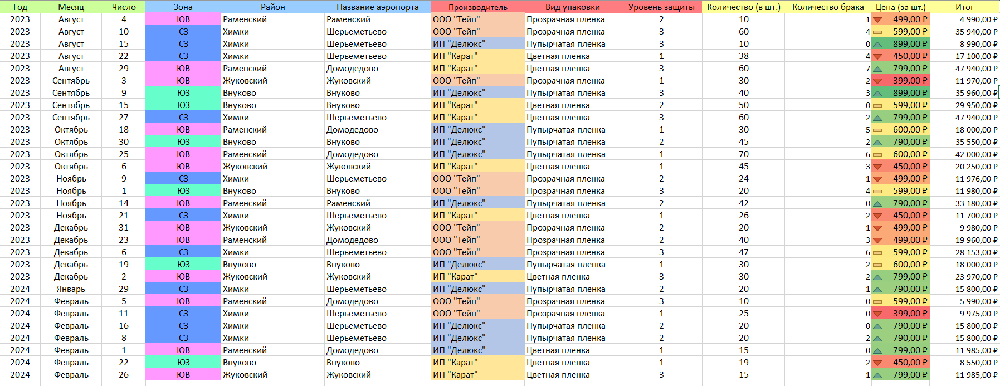 Год Месяц Число Зона Район Название аэропорта Производитель Вид упаковки Уровень защиты Количество (в шт.) Количество брака Цена (за шт.) Итог
2023 Август 4 ЮВ Раменский Раменский ООО "Тейп" Прозрачная пленка 2 10 1 499,00 ₽ 4 990,00 ₽
2023 Август 10 СЗ Химки Шерьеметьево ООО "Тейп" Прозрачная пленка 3 60 4 599,00 ₽ 35 940,00 ₽
2023 Август 15 СЗ Химки Шерьеметьево ИП "Делюкс" Пупырчатая пленка 3 10 0 899,00 ₽ 8 990,00 ₽
2023 Август 22 СЗ Химки Шерьеметьево ИП "Карат" Цветная пленка 1 38 4 450,00 ₽ 17 100,00 ₽
2023 Август 29 ЮВ Раменский Домодедово ИП "Карат" Цветная пленка 3 60 7 799,00 ₽ 47 940,00 ₽
2023 Сентябрь 3 ЮВ Жуковский Жуковский ООО "Тейп" Прозрачная пленка 1 30 2 399,00 ₽ 11 970,00 ₽
2023 Сентябрь 9 ЮЗ Внуково Внуково ИП "Делюкс" Пупырчатая пленка 3 40 3 899,00 ₽ 35 960,00 ₽
2023 Сентябрь 15 ЮЗ Внуково Внуково ИП "Карат" Цветная пленка 2 50 0 599,00 ₽ 29 950,00 ₽
2023 Сентябрь 27 СЗ Химки Шерьеметьево ИП "Карат" Цветная пленка 3 60 2 799,00 ₽ 47 940,00 ₽
2023 Октябрь 18 ЮВ Раменский Домодедово ИП "Делюкс" Пупырчатая пленка 1 30 5 600,00 ₽ 18 000,00 ₽
2023 Октябрь 30 ЮЗ Внуково Внуково ИП "Делюкс" Пупырчатая пленка 2 45 2 790,00 ₽ 35 550,00 ₽
2023 Октябрь 25 ЮВ Раменский Домодедово ИП "Делюкс" Пупырчатая пленка 1 70 6 600,00 ₽ 42 000,00 ₽
2023 Октябрь 6 ЮВ Жуковский Жуковский ИП "Карат" Цветная пленка 1 45 3 450,00 ₽ 20 250,00 ₽
2023 Ноябрь 9 СЗ Химки Шерьеметьево ООО "Тейп" Прозрачная пленка 2 24 1 499,00 ₽ 11 976,00 ₽
2023 Ноябрь 1 ЮЗ Внуково Внуково ООО "Тейп" Прозрачная пленка 3 20 4 599,00 ₽ 11 980,00 ₽
2023 Ноябрь 14 ЮВ Раменский Раменский ИП "Делюкс" Пупырчатая пленка 2 42 0 790,00 ₽ 33 180,00 ₽
2023 Ноябрь 21 СЗ Химки Шерьеметьево ИП "Карат" Цветная пленка 1 26 2 450,00 ₽ 11 700,00 ₽
2023 Декабрь 31 ЮВ Жуковский Жуковский ООО "Тейп" Прозрачная пленка 2 20 1 499,00 ₽ 9 980,00 ₽
2023 Декабрь 23 ЮВ Раменский Домодедово ООО "Тейп" Прозрачная пленка 2 40 3 499,00 ₽ 19 960,00 ₽
2023 Декабрь 6 СЗ Химки Шерьеметьево ООО "Тейп" Прозрачная пленка 3 47 6 599,00 ₽ 28 153,00 ₽
2023 Декабрь 19 ЮЗ Внуково Внуково ИП "Делюкс" Пупырчатая пленка 1 30 2 600,00 ₽ 18 000,00 ₽
2023 Декабрь 2 ЮВ Жуковский Жуковский ИП "Карат" Цветная пленка 3 30 2 799,00 ₽ 23 970,00 ₽
2024 Январь 29 СЗ Химки Шерьеметьево ИП "Делюкс" Пупырчатая пленка 2 20 1 790,00 ₽ 15 800,00 ₽
2024 Февраль 5 ЮВ Раменский Домодедово ООО "Тейп" Прозрачная пленка 3 10 0 599,00 ₽ 5 990,00 ₽
2024 Февраль 11 СЗ Химки Шерьеметьево ООО "Тейп" Прозрачная пленка 1 25 0 399,00 ₽ 9 975,00 ₽
2024 Февраль 16 СЗ Химки Шерьеметьево ИП "Делюкс" Пупырчатая пленка 2 20 0 790,00 ₽ 15 800,00 ₽
2024 Февраль 8 СЗ Химки Шерьеметьево ИП "Делюкс" Пупырчатая пленка 2 20 2 790,00 ₽ 15 800,00 ₽
2024 Февраль 1 ЮВ Раменский Домодедово ИП "Делюкс" Цветная пленка 1 15 0 799,00 ₽ 11 985,00 ₽
2024 Февраль 22 ЮЗ Внуково Внуково ИП "Карат" Цветная пленка 1 19 2 450,00 ₽ 8 550,00 ₽
2024 Февраль 26 ЮВ Жуковский Жуковский ИП "Карат" Цветная пленка 3 15 1 799,00 ₽ 11 985,00 ₽